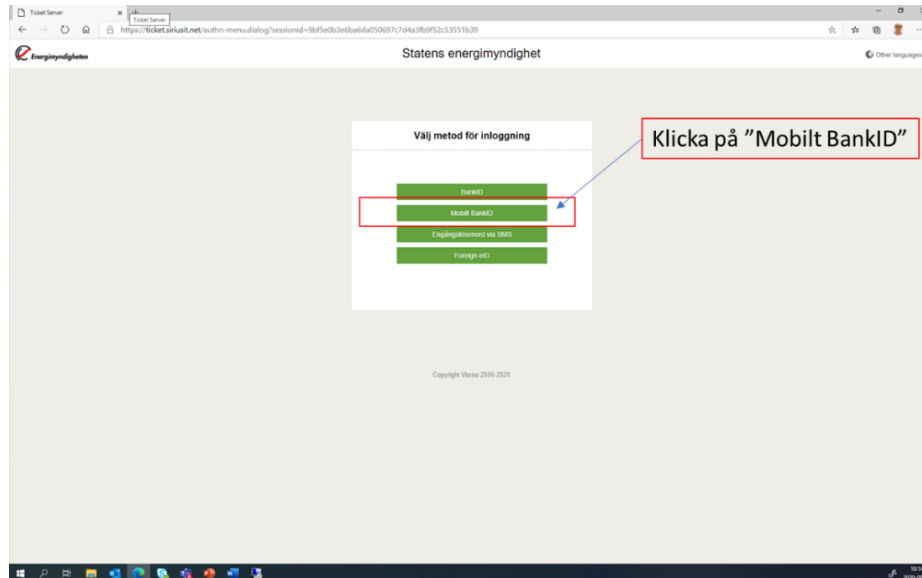 Ticket Server
Ticket Server
https://ticket.siriusit.net/authn-menu.dialog?sessionid=9bf5e0b3e6ba6da050697c7d4a3fb9f52c53551b39
Energimyndigheten
Statens energimyndighet
Other languages
Välj metod för inloggning
Klicka på ”Mobilt BankID”
BankID
Mobilt BankID
Engångslösenord via SMS
Foreign eID
Copyright Visma 2006-2020